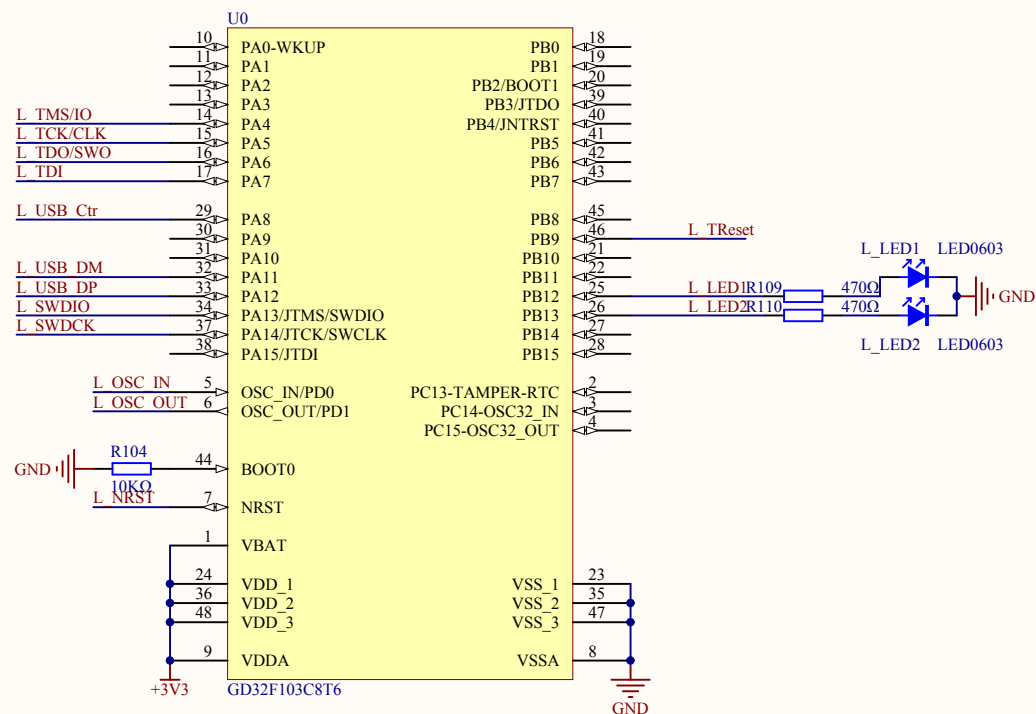 U0
10 PA0-WKUP PB0 18
11 PA1 PB1 19
12 PA2 PB2/BOOT1 20
13 PA3 PB3/JTDO 39
L_TMS/IO 14 PA4 PB4/JNTRST 40
L_TCK/CLK 15 PA5 PB5 41
L_TDO/SWO 16 PA6 PB6 42
L_TDI 17 PA7 PB7 43
L_USB_Ctr 29 PA8 PB8 45
30 PA9 PB9 46 L_TReset
31 PA10 PB10 21
L_LED1 LED0603
L_USB_DM 32 PA11 PB11 22
L_USB_DP 33 PA12 PB12 25 L_LED1 R109 470Ω GND
L_SWDIO 34 PA13/JTMS/SWDIO PB13 26 L_LED2 R110 470Ω
L_SWDCK 37 PA14/JTCK/SWCLK PB14 27
L_LED2 LED0603
38 PA15/JTDI PB15 28
L_OSC_IN 5 OSC_IN/PD0 PC13-TAMPER-RTC 2
L_OSC_OUT 6 OSC_OUT/PD1 PC14-OSC32_IN 3
PC15-OSC32_OUT 4
R104
GND 44 BOOT0
10KΩ
L_NRST 7 NRST
1 VBAT
24 VDD_1 VSS_1 23
36 VDD_2 VSS_2 35
48 VDD_3 VSS_3 47
9 VDDA VSSA 8
+3V3 GD32F103C8T6
GND